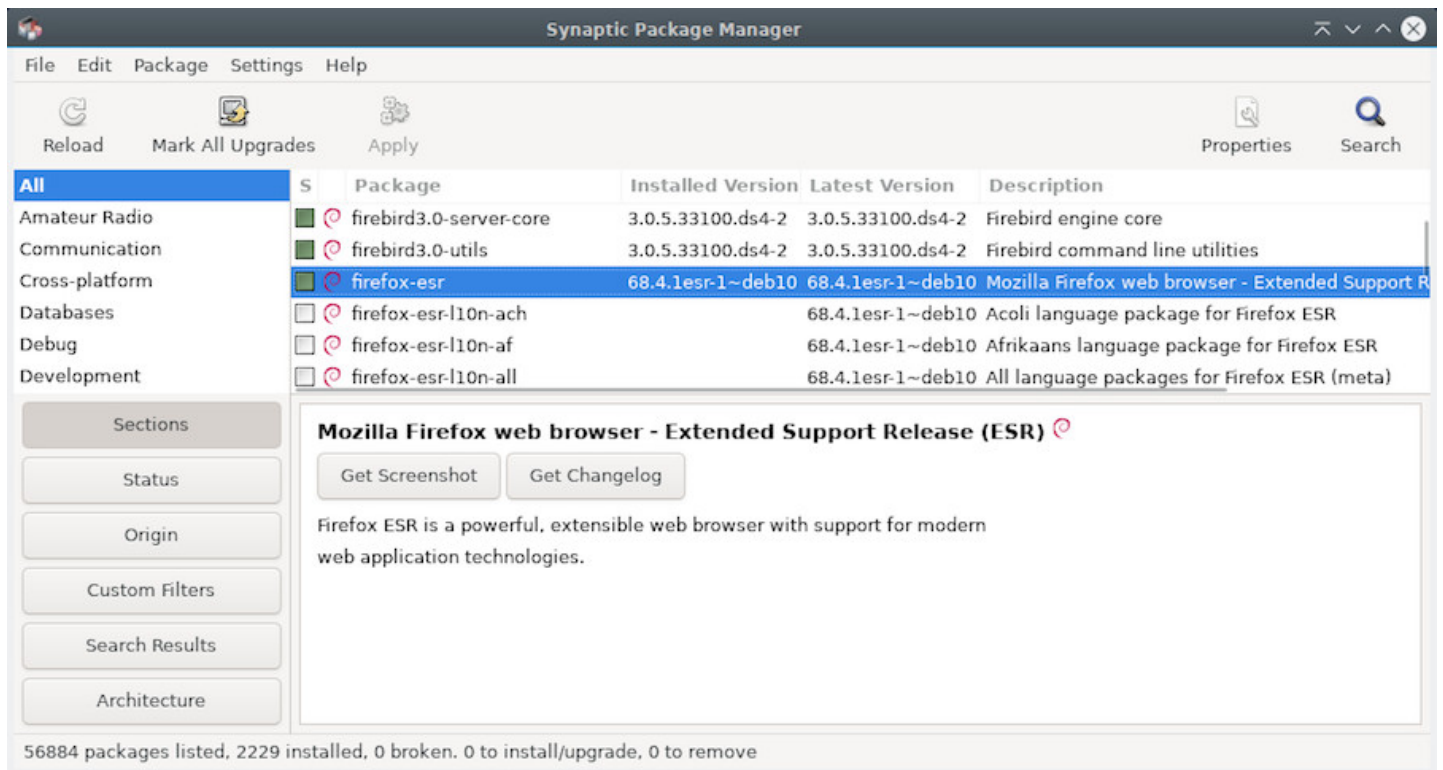 Synaptic Package Manager
File Edit Package Settings Help
Reload Mark All Upgrades Apply Properties Search
All
Amateur Radio
Communication
Cross-platform
Databases
Debug
Development
S Package Installed Version Latest Version Description
firebird3.0-server-core 3.0.5.33100.ds4-2 3.0.5.33100.ds4-2 Firebird engine core
firebird3.0-utils 3.0.5.33100.ds4-2 3.0.5.33100.ds4-2 Firebird command line utilities
firefox-esr 68.4.1esr-1~deb10 68.4.1esr-1~deb10 Mozilla Firefox web browser - Extended Support R
firefox-esr-l10n-ach 68.4.1esr-1~deb10 Acoli language package for Firefox ESR
firefox-esr-l10n-af 68.4.1esr-1~deb10 Afrikaans language package for Firefox ESR
firefox-esr-l10n-all 68.4.1esr-1~deb10 All language packages for Firefox ESR (meta)
Sections
Status
Origin
Custom Filters
Search Results
Architecture
Mozilla Firefox web browser - Extended Support Release (ESR)
Get Screenshot Get Changelog
Firefox ESR is a powerful, extensible web browser with support for modern
web application technologies.
56884 packages listed, 2229 installed, 0 broken. 0 to install/upgrade, 0 to remove